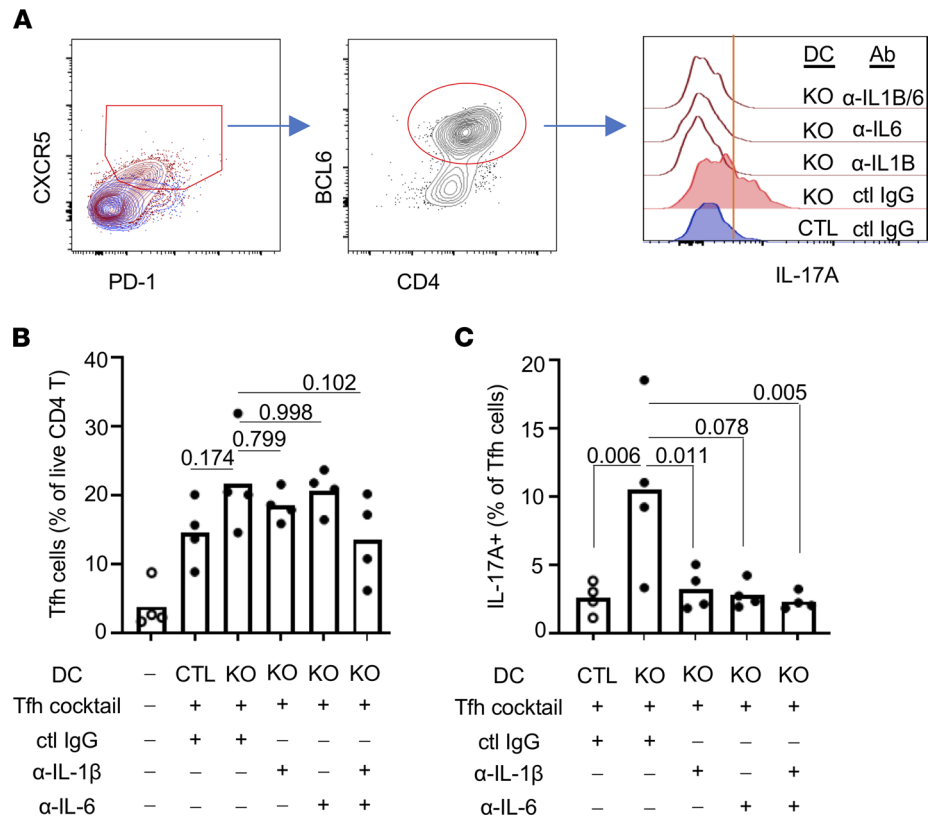 A
CXCR5
PD-1
BCL6
CD4
DC Ab
KO α-IL1B/6
KO α-IL6
KO α-IL1B
KO ctl IgG
CTL ctl IgG
IL-17A
B
Tfh cells (% of live CD4 T)
40
30
20
10
0
0.102
0.998
0.799
0.174
DC – CTL KO KO KO KO
Tfh cocktail – + + + + +
ctl IgG – + + – – –
α-IL-1β – – – + – +
α-IL-6 – – – – + +
C
IL-17A+ (% of Tfh cells)
20
15
10
5
0
0.005
0.078
0.006 0.011
DC CTL KO KO KO KO
Tfh cocktail + + + + +
ctl IgG + + – – –
α-IL-1β – – + – +
α-IL-6 – – – + +